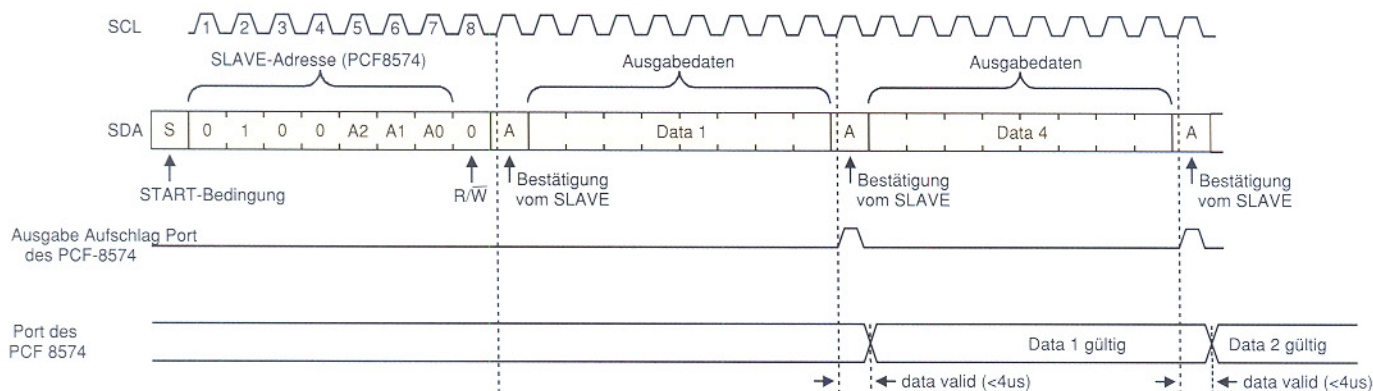 SCL
1 2 3 4 5 6 7 8
SLAVE-Adresse (PCF8574)
Ausgabedaten
Ausgabedaten
SDA
S 0 1 0 0 A2 A1 A0 0 A Data 1 A Data 4 A
START-Bedingung
R/W̅
Bestätigung
vom SLAVE
Bestätigung
vom SLAVE
Bestätigung
vom SLAVE
Ausgabe Aufschlag Port
des PCF-8574
Port des
PCF 8574
Data 1 gültig
Data 2 gültig
data valid (<4us)
data valid (<4us)